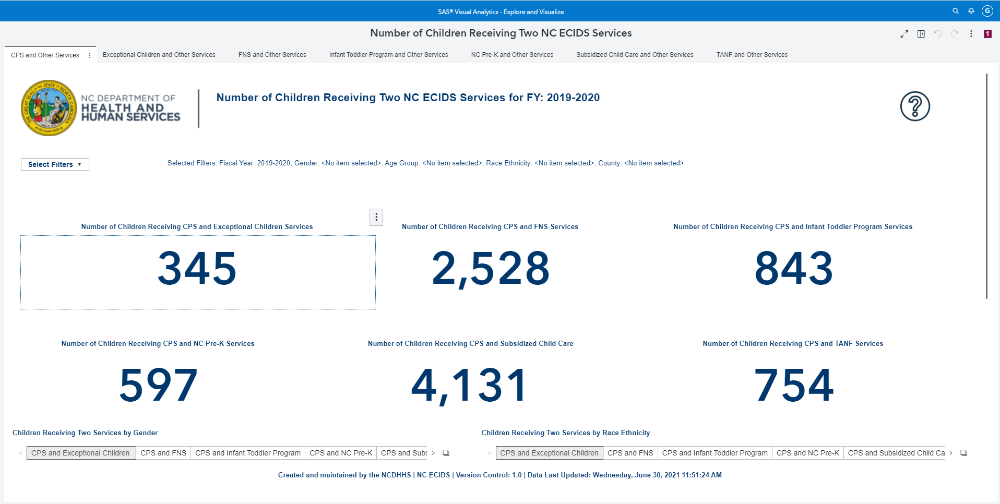 SAS® Visual Analytics - Explore and Visualize
G
Number of Children Receiving Two NC ECIDS Services
1
CPS and Other Services
Exceptional Children and Other Services
FNS and Other Services
Infant Toddler Program and Other Services
NC Pre-K and Other Services
Subsidized Child Care and Other Services
TANF and Other Services
THE GREAT SEAL OF THE STATE OF NORTH CAROLINA
ESSE QUAM VIDERI
NC DEPARTMENT OF
HEALTH AND
HUMAN SERVICES
Number of Children Receiving Two NC ECIDS Services for FY: 2019-2020
?
Select Filters
Selected Filters: Fiscal Year: 2019-2020, Gender: <No item selected>, Age Group: <No item selected>, Race Ethnicity: <No item selected>, County: <No item selected>
Number of Children Receiving CPS and Exceptional Children Services
345
Number of Children Receiving CPS and FNS Services
2,528
Number of Children Receiving CPS and Infant Toddler Program Services
843
Number of Children Receiving CPS and NC Pre-K Services
597
Number of Children Receiving CPS and Subsidized Child Care
4,131
Number of Children Receiving CPS and TANF Services
754
Children Receiving Two Services by Gender
CPS and Exceptional Children
CPS and FNS
CPS and Infant Toddler Program
CPS and NC Pre-K
CPS and Subs
Children Receiving Two Services by Race Ethnicity
CPS and Exceptional Children
CPS and FNS
CPS and Infant Toddler Program
CPS and NC Pre-K
CPS and Subsidized Child Ca
Created and maintained by the NCDHHS | NC ECIDS | Version Control: 1.0 | Data Last Updated: Wednesday, June 30, 2021 11:51:24 AM